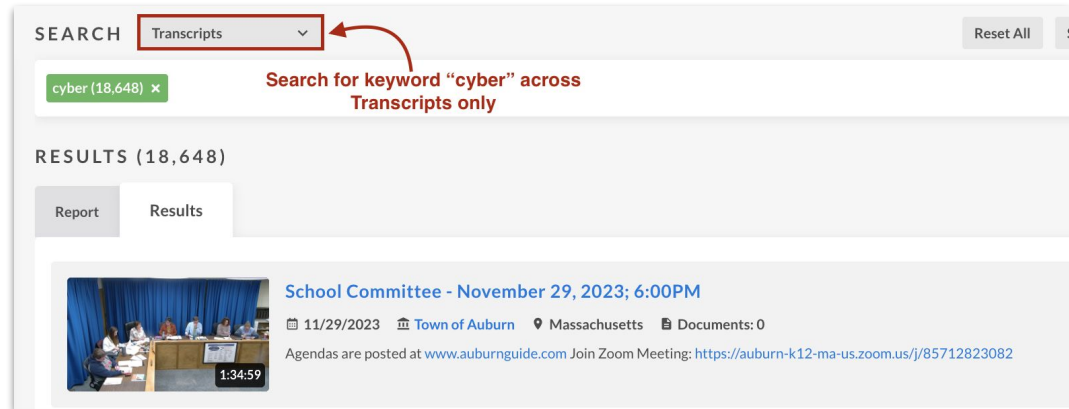 SEARCH Transcripts Reset All
Search for keyword “cyber” across
Transcripts only
cyber (18,648) ×
RESULTS (18,648)
Report Results
School Committee - November 29, 2023; 6:00PM
11/29/2023 Town of Auburn Massachusetts Documents: 0
Agendas are posted at www.auburnguide.com Join Zoom Meeting: https://auburn-k12-ma-us.zoom.us/j/85712823082
1:34:59